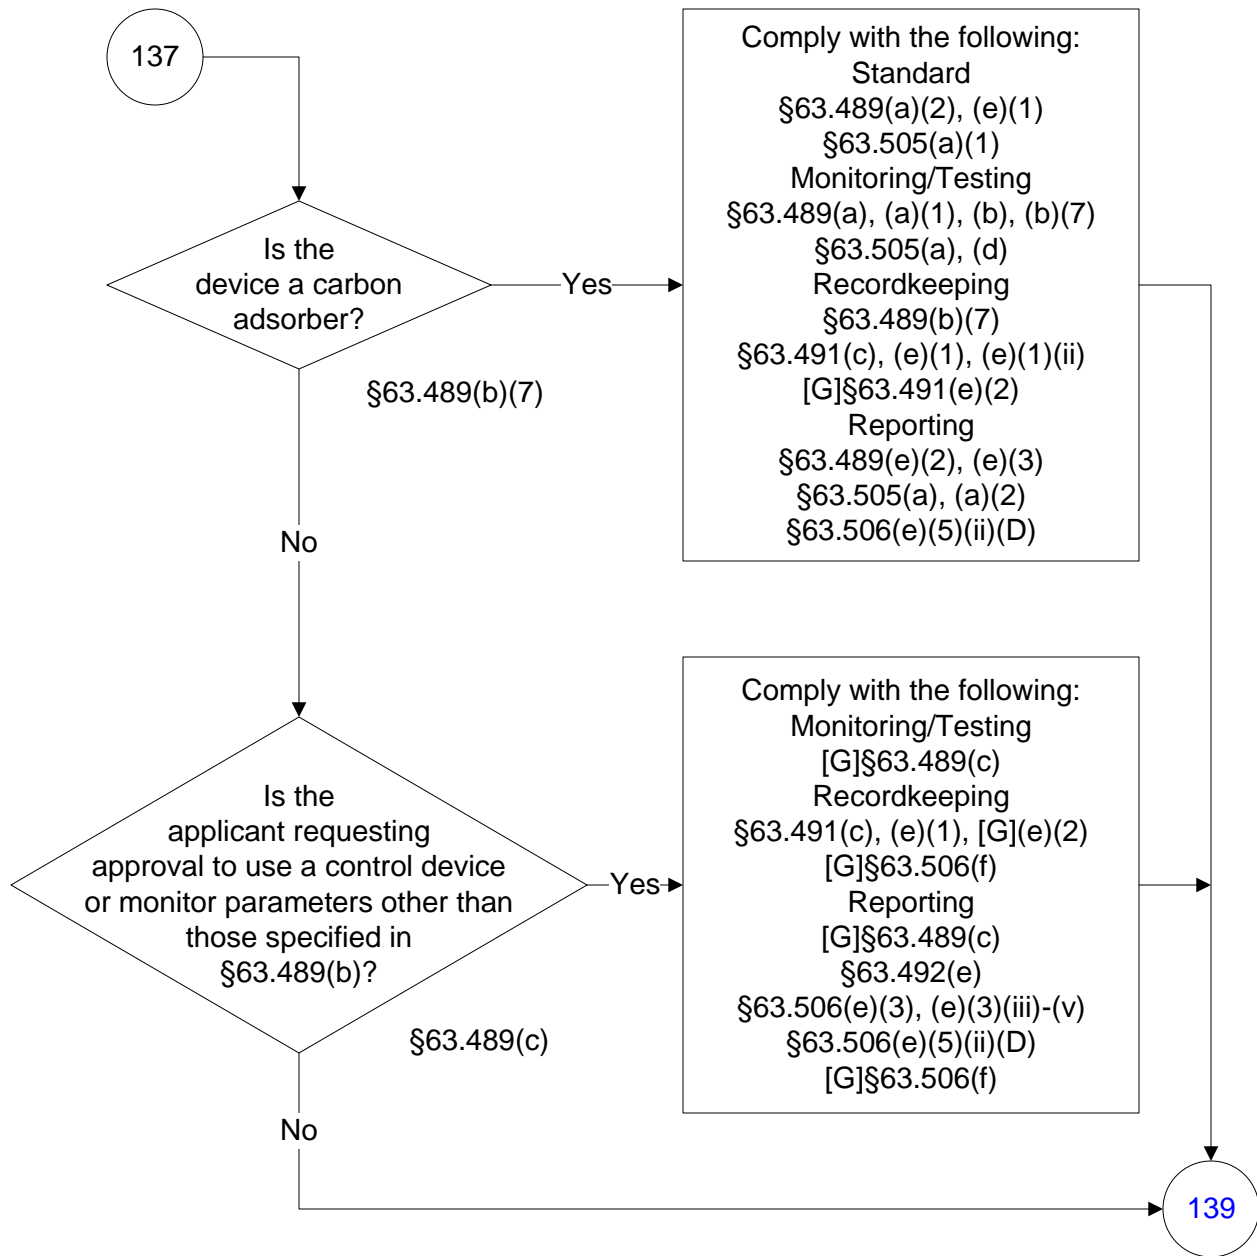 137
Comply with the following:
Standard
§63.489(a)(2), (e)(1)
§63.505(a)(1)
Monitoring/Testing
§63.489(a), (a)(1), (b), (b)(7)
§63.505(a), (d)
Recordkeeping
§63.489(b)(7)
§63.491(c), (e)(1), (e)(1)(ii)
[G]§63.491(e)(2)
Reporting
§63.489(e)(2), (e)(3)
§63.505(a), (a)(2)
§63.506(e)(5)(ii)(D)
Is the
device a carbon
adsorber?
Yes
§63.489(b)(7)
No
Comply with the following:
Monitoring/Testing
[G]§63.489(c)
Recordkeeping
§63.491(c), (e)(1), [G](e)(2)
[G]§63.506(f)
Reporting
[G]§63.489(c)
§63.492(e)
§63.506(e)(3), (e)(3)(iii)-(v)
§63.506(e)(5)(ii)(D)
[G]§63.506(f)
Is the
applicant requesting
approval to use a control device
or monitor parameters other than
those specified in
§63.489(b)?
Yes
§63.489(c)
No
139